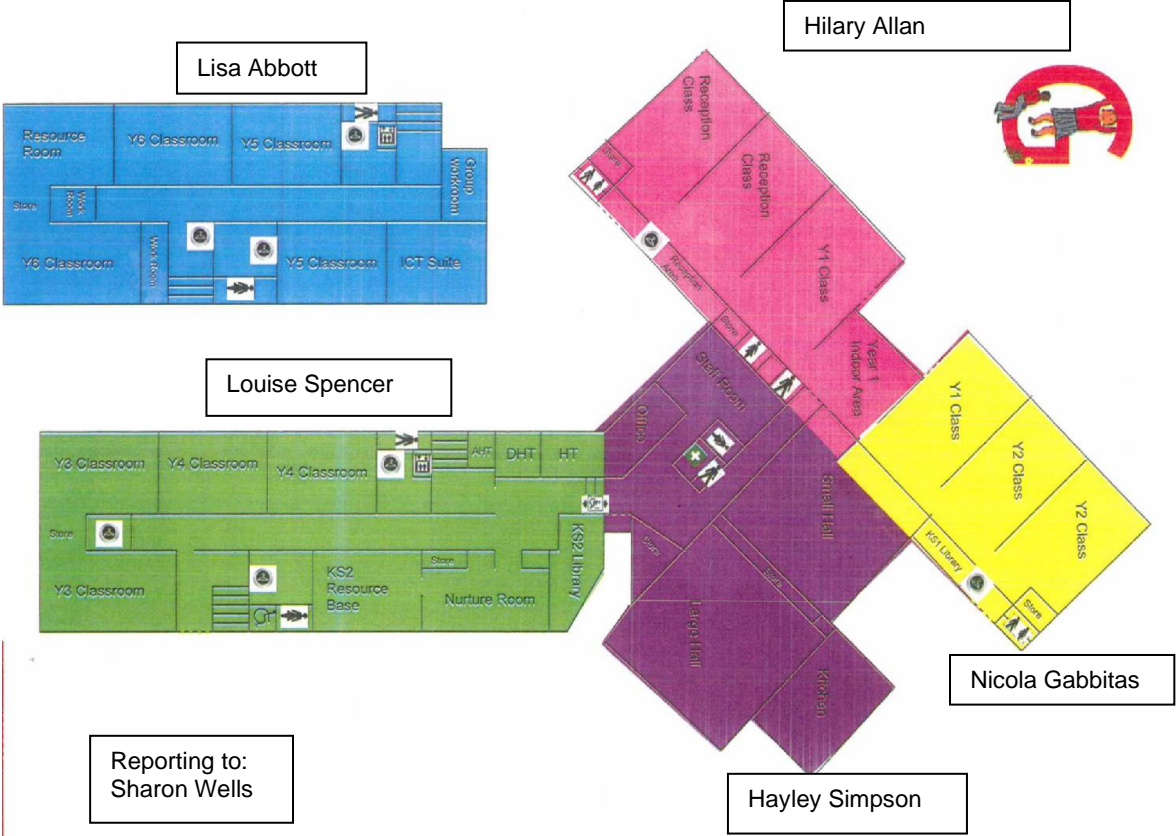 Hilary Allan
Lisa Abbott
Resource
Room
Y6 Classroom
Y5 Classroom
Group
workroom
Store
Work
Room
Y6 Classroom
Workroom
Y5 Classroom
ICT Suite
Reception
Class
Reception
Class
Y1 Class
Store
Reception
Area
Store
Year 1
Indoor Area
Louise Spencer
Y3 Classroom
Y4 Classroom
Y4 Classroom
AHT
DHT
HT
Store
Y3 Classroom
KS2
Resource
Base
Store
Nurture Room
KS2 Library
Staff Room
Office
Small Hall
Store
Store
Large Hall
Kitchen
Y1 Class
Y2 Class
Y2 Class
KS1 Library
Store
Nicola Gabbitas
Reporting to:
Sharon Wells
Hayley Simpson